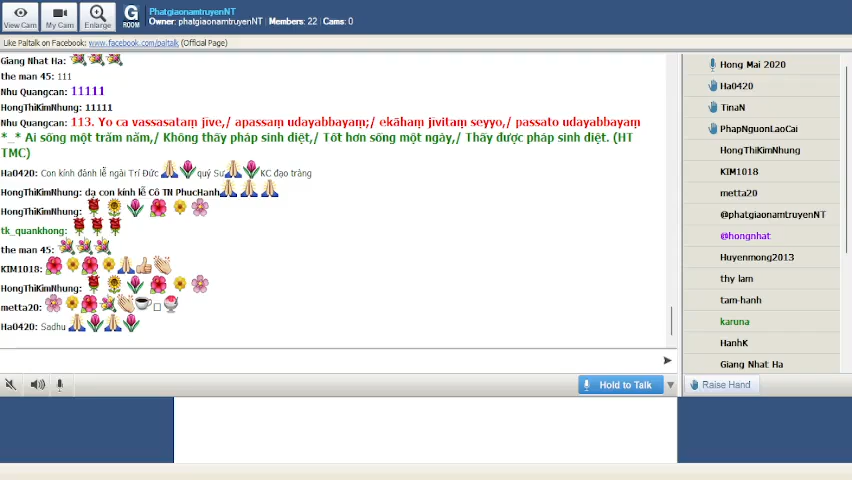 PhatgiaonamtruyenNT
Owner: phatgiaonamtruyenNT | Members: 22 | Cams: 0
View Cam
My Cam
Enlarge
G
ROOM
Like Paltalk on Facebook: www.facebook.com/paltalk (Official Page)
Giang Nhat Ha:
the man 45: 111
Nhu Quangcan: 11111
HongThiKimNhung: 11111
Nhu Quangcan: 113. Yo ca vassasataṃ jīve,/ apassaṃ udayabbayaṃ;/ ekāhaṃ jīvitaṃ seyyo,/ passato udayabbayaṃ
*_* Ai sống một trăm năm,/ Không thấy pháp sinh diệt,/ Tốt hơn sống một ngày,/ Thấy được pháp sinh diệt. (HT
TMC)
Ha0420: Con kính đảnh lễ ngài Trí Đức quý Sư KC đạo tràng
HongThiKimNhung: dạ con kính lễ Cô TN PhucHanh
HongThiKimNhung:
tk_quankhong:
the man 45:
KIM1018:
HongThiKimNhung:
metta20:
Ha0420: Sadhu
Hold to Talk
Hong Mai 2020
Ha0420
TinaN
PhapNguonLaoCai
HongThiKimNhung
KIM1018
metta20
@phatgiaonamtruyenNT
@hongnhat
Huyenmong2013
thy lam
tam-hanh
karuna
HanhK
Giang Nhat Ha
Raise Hand